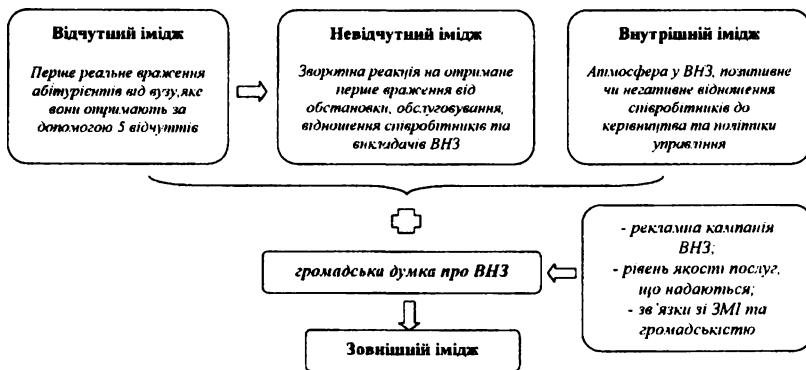 Відчутний імідж
Перше реальне враження
абітурієнтів від вузу,яке
вони отримають за
допомогою 5 відчуттів
Невідчутний імідж
Зворотна реакція на отримане
перше враження від
обстановки, обслуговування,
відношення співробітників та
викладачів ВНЗ
Внутрішній імідж
Атмосфера у ВНЗ, позитивне
чи негативне відношення
співробітників до
керівництва та політики
управління
громадська думка про ВНЗ
- рекламна кампанія
ВНЗ;
- рівень якості послуг,
що надаються;
- зв'язки зі ЗМІ та
громадськістю
Зовнішній імідж